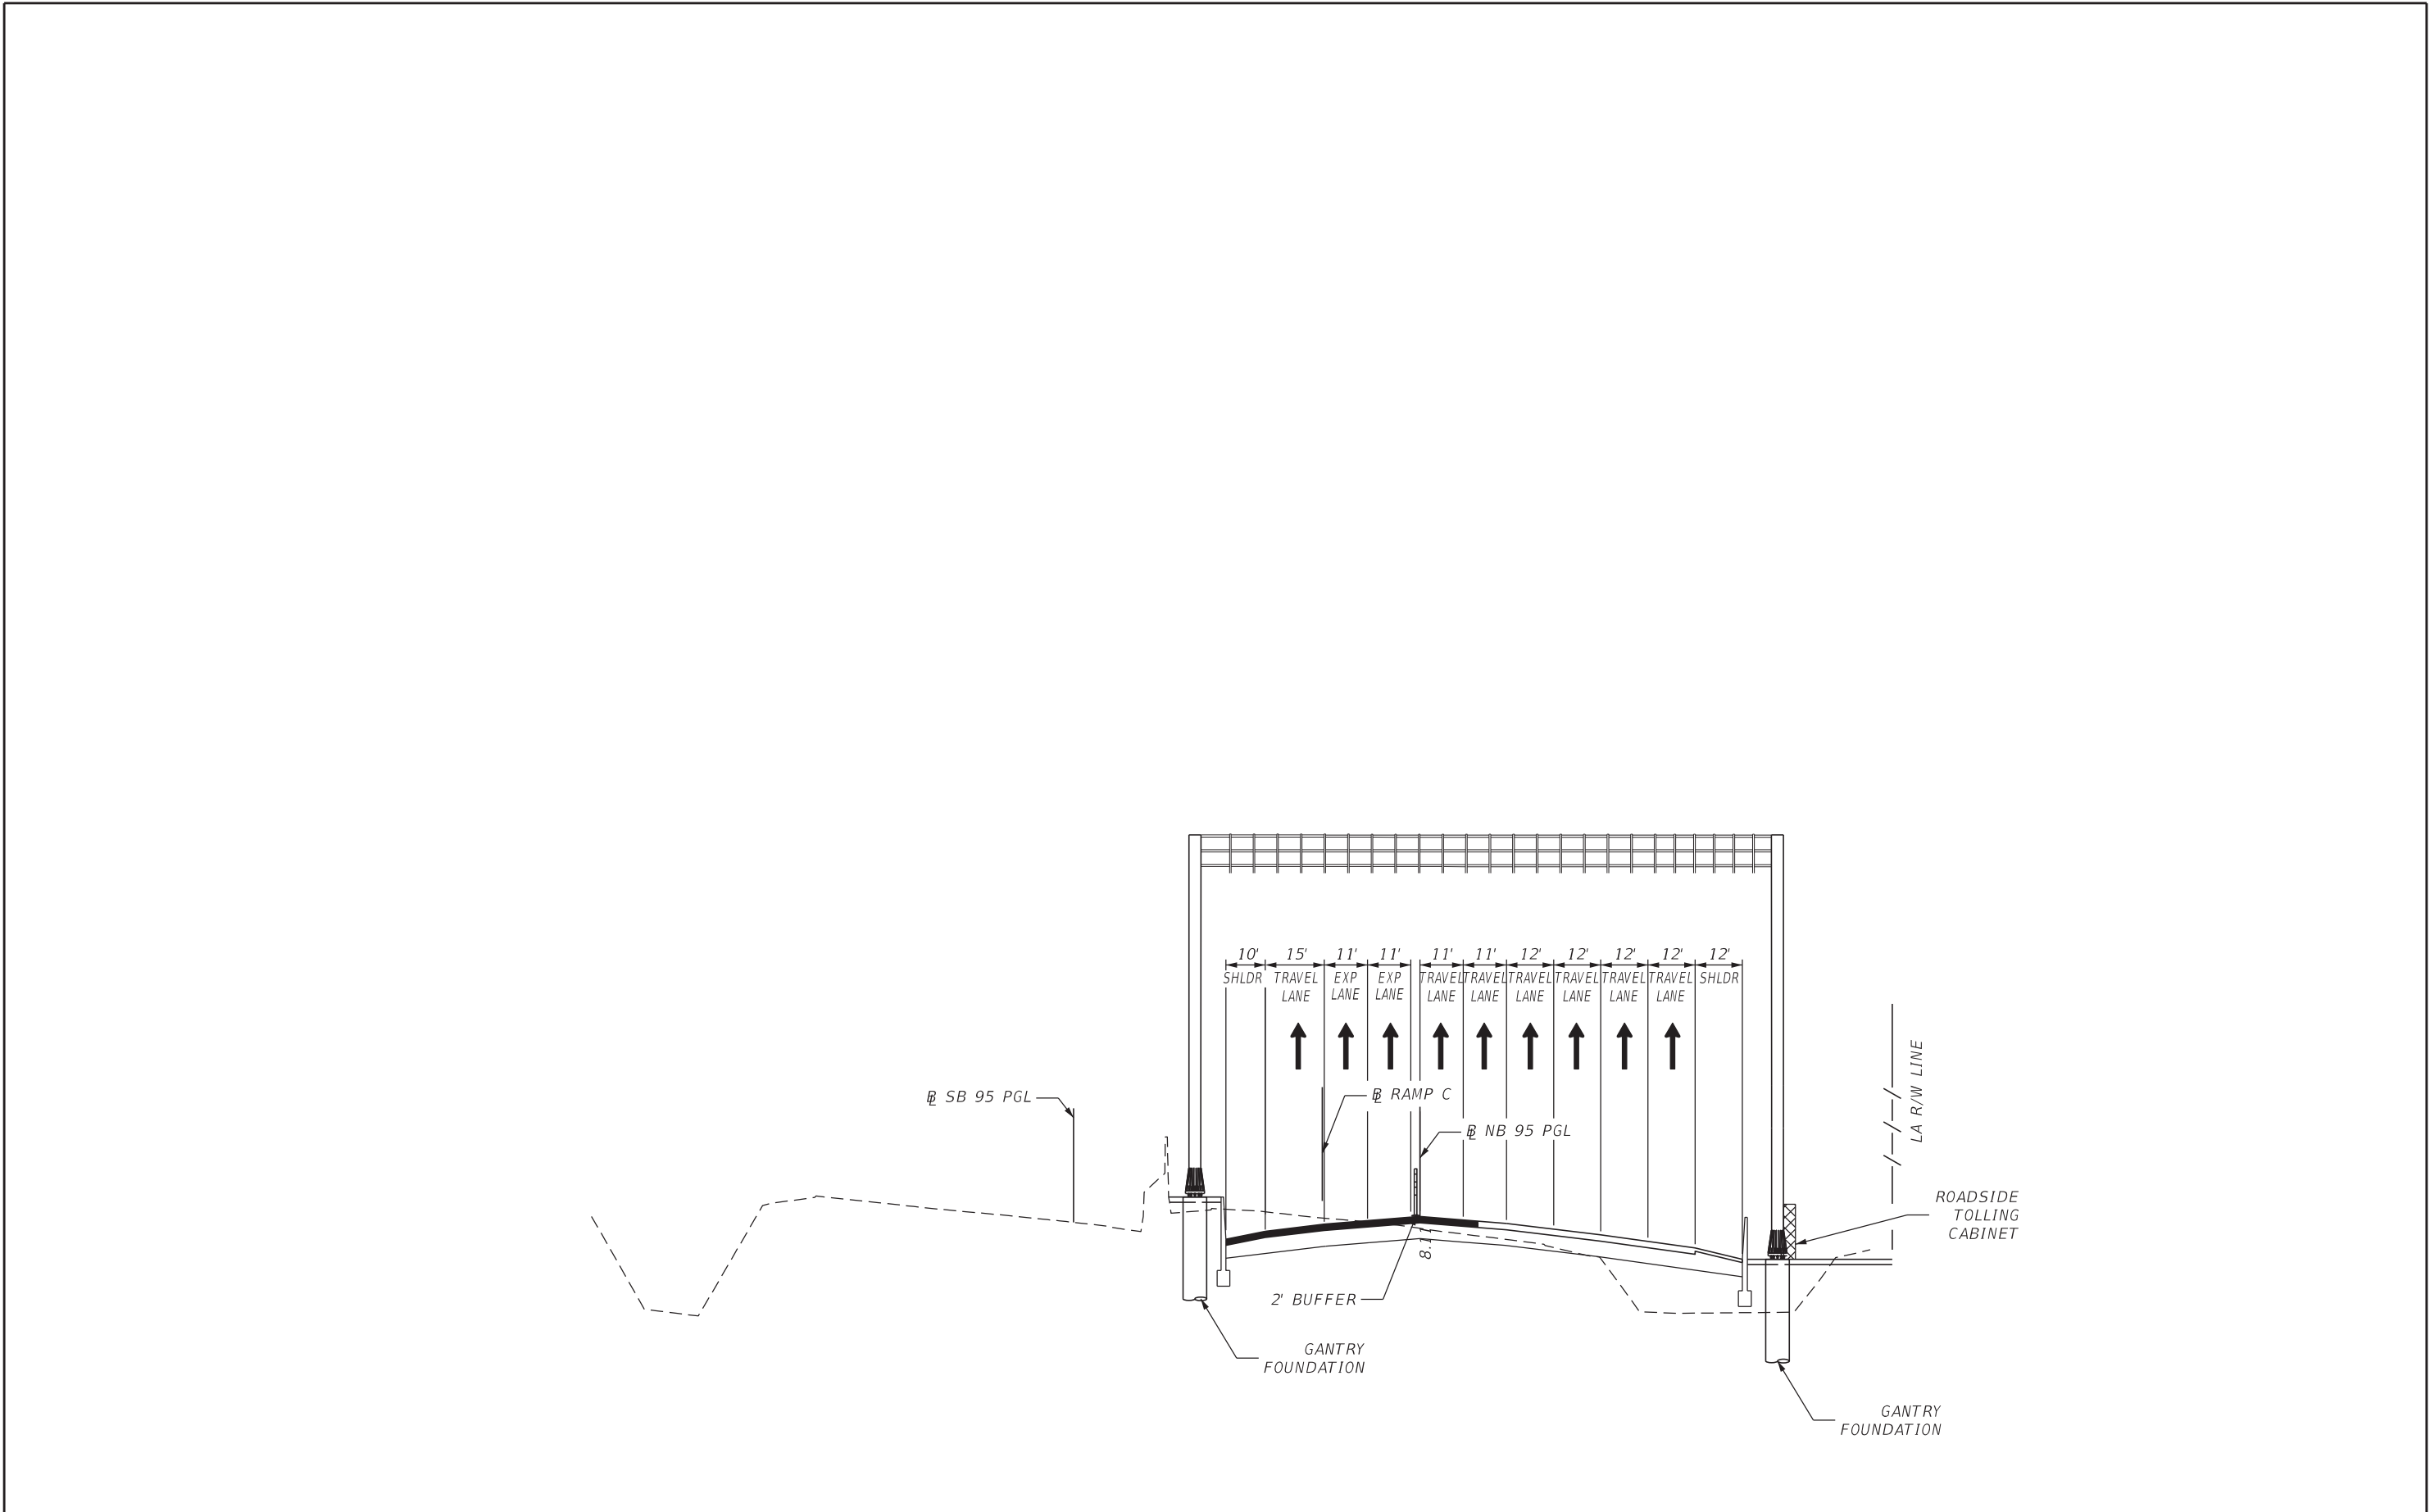 10' 15' 11' 11' 11' 11' 12' 12' 12' 12' 12'
SHLDR TRAVEL EXP EXP TRAVEL TRAVEL TRAVEL TRAVEL TRAVEL TRAVEL SHLDR
LANE LANE LANE LANE LANE LANE LANE LANE LANE
LA R/W LINE
℄ SB 95 PGL
℄ RAMP C
℄ NB 95 PGL
ROADSIDE
TOLLING
CABINET
2' BUFFER
GANTRY
FOUNDATION
GANTRY
FOUNDATION